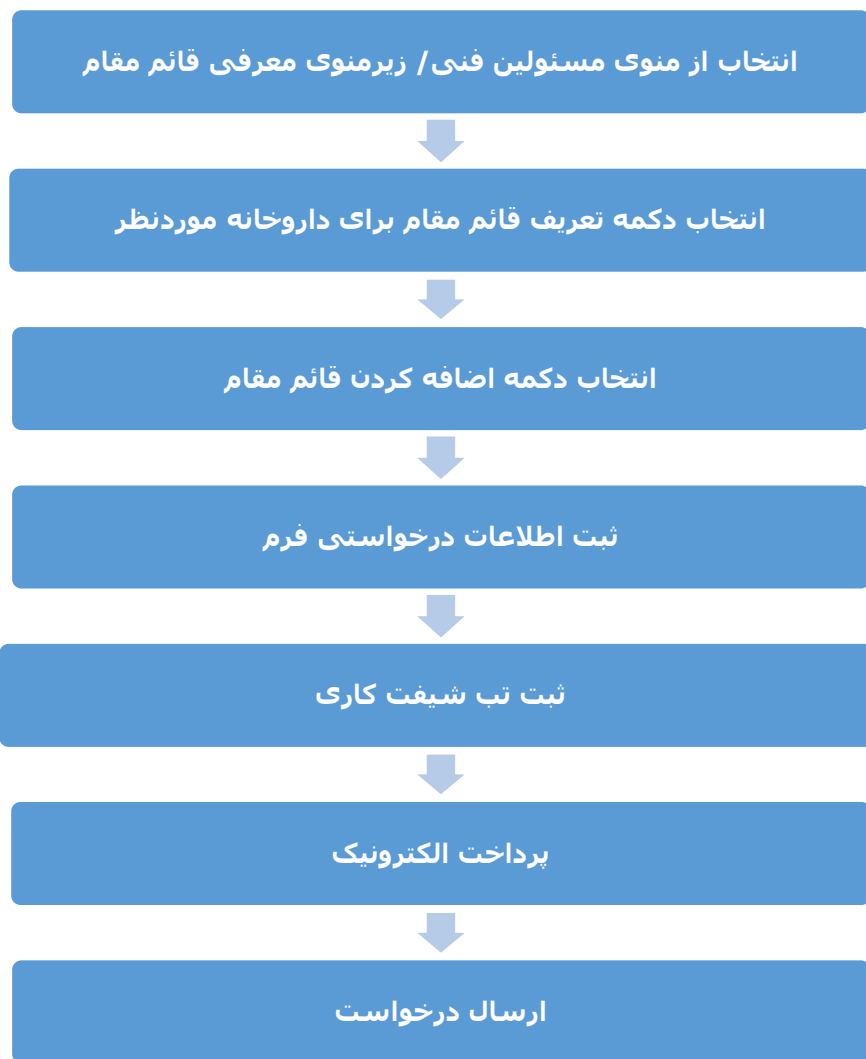 انتخاب از منوی مسئولین فنی/ زیرمنوی معرفی قائم مقام
انتخاب دکمه تعریف قائم مقام برای داروخانه موردنظر
انتخاب دکمه اضافه کردن قائم مقام
ثبت اطلاعات درخواستی فرم
ثبت تب شیفت کاری
پرداخت الکترونیک
ارسال درخواست